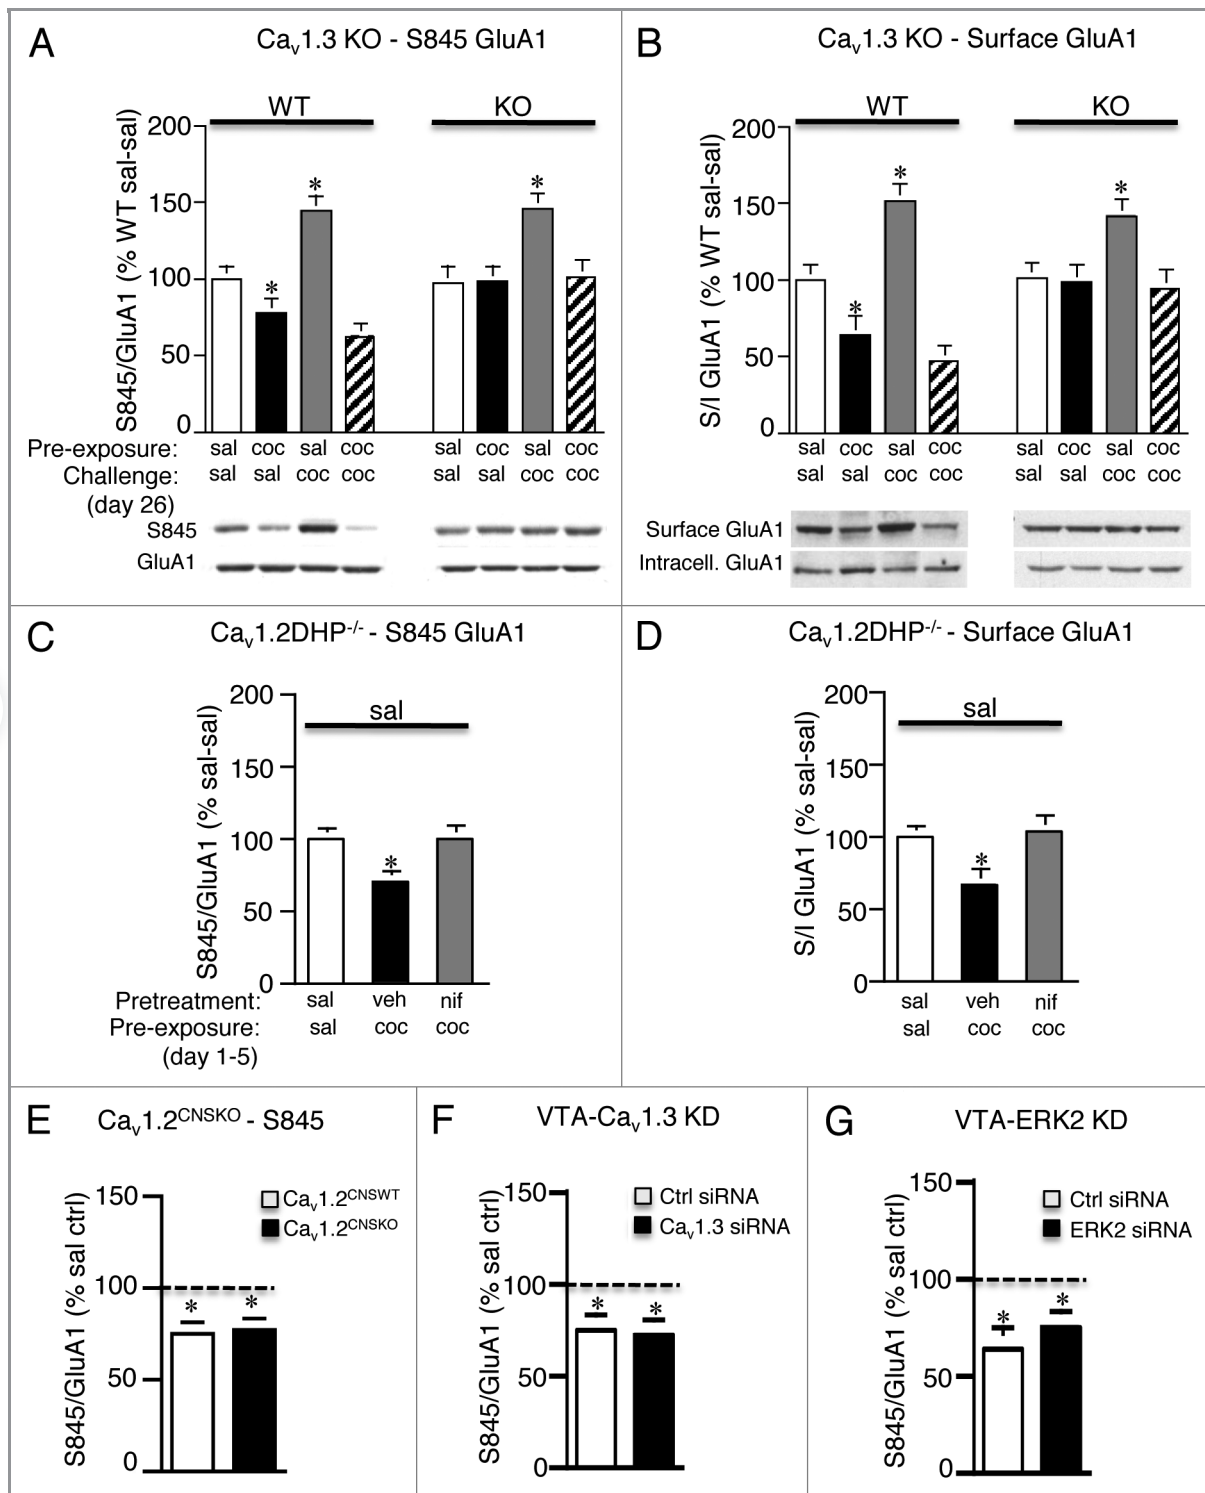 A
Cav1.3 KO - S845 GluA1
WT
KO
S845/GluA1 (% WT sal-sal)
200
150
100
50
0
*
*
*
Pre-exposure: sal coc sal coc sal coc sal coc
Challenge: sal sal coc coc sal sal coc coc
(day 26)
S845
GluA1
B
Cav1.3 KO - Surface GluA1
WT
KO
S/I GluA1 (% WT sal-sal)
200
150
100
50
0
*
*
*
sal coc sal coc sal coc sal coc
sal sal coc coc sal sal coc coc
Surface GluA1
Intracell. GluA1
C
Cav1.2DHP-/- - S845 GluA1
sal
S845/GluA1 (% sal-sal)
200
150
100
50
0
*
Pretreatment: sal veh nif
Pre-exposure: sal coc coc
(day 1-5)
D
Cav1.2DHP-/- - Surface GluA1
sal
S/I GluA1 (% sal-sal)
200
150
100
50
0
*
sal veh nif
sal coc coc
E
Cav1.2CNSKO - S845
Cav1.2CNSWT
Cav1.2CNSKO
S845/GluA1 (% sal ctrl)
150
100
50
0
* *
F
VTA-Cav1.3 KD
Ctrl siRNA
Cav1.3 siRNA
S845/GluA1 (% sal ctrl)
150
100
50
0
* *
G
VTA-ERK2 KD
Ctrl siRNA
ERK2 siRNA
S845/GluA1 (% sal ctrl)
150
100
50
0
* *